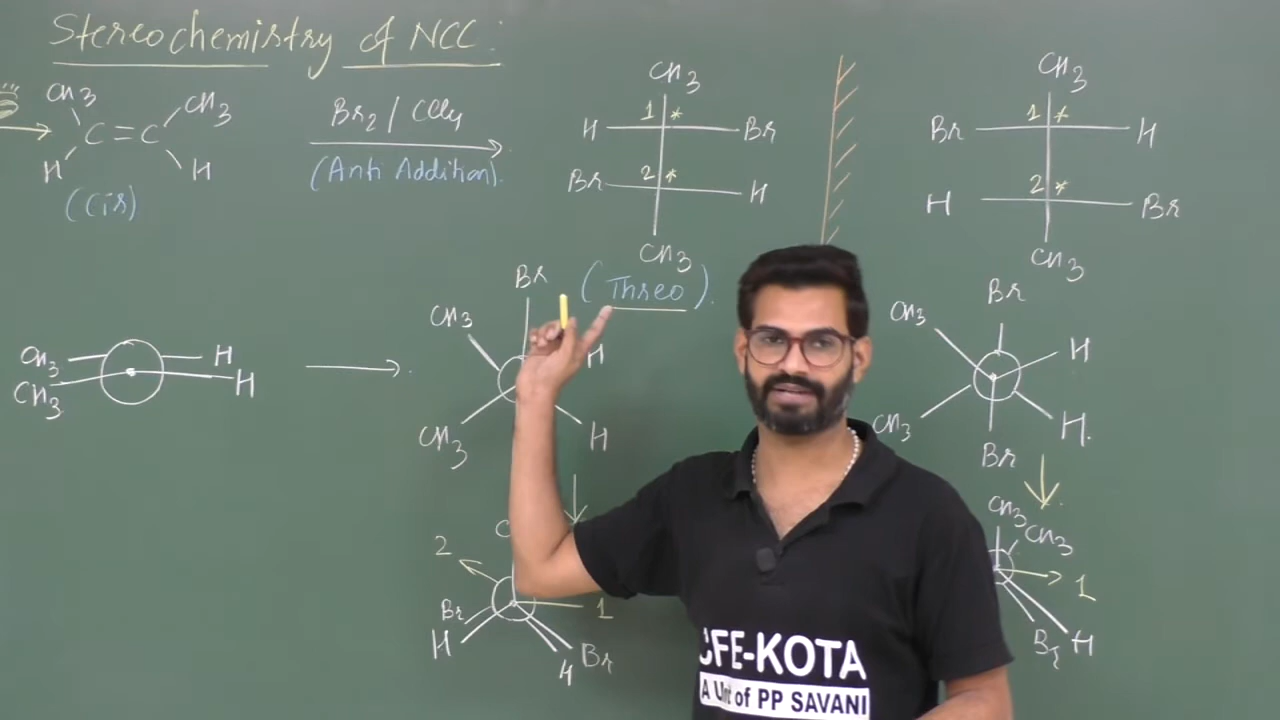 Stereochemistry of NCC:
CH3 CH3
C=C
H H
(Cis)
Br2/CCl4
(Anti Addition).
CH3
1 *
H Br
2 *
Br H
CH3
(Threo).
CH3
1 *
Br H
2 *
H Br
CH3
CH3 H
CH3 H
Br
CH3 H
CH3 H
Br
CH3 H
CH3 H.
Br
2
C
1
Br
H
H Br
CH3
CH3
1
Br H
CFE-KOTA
A Unit of PP SAVANI